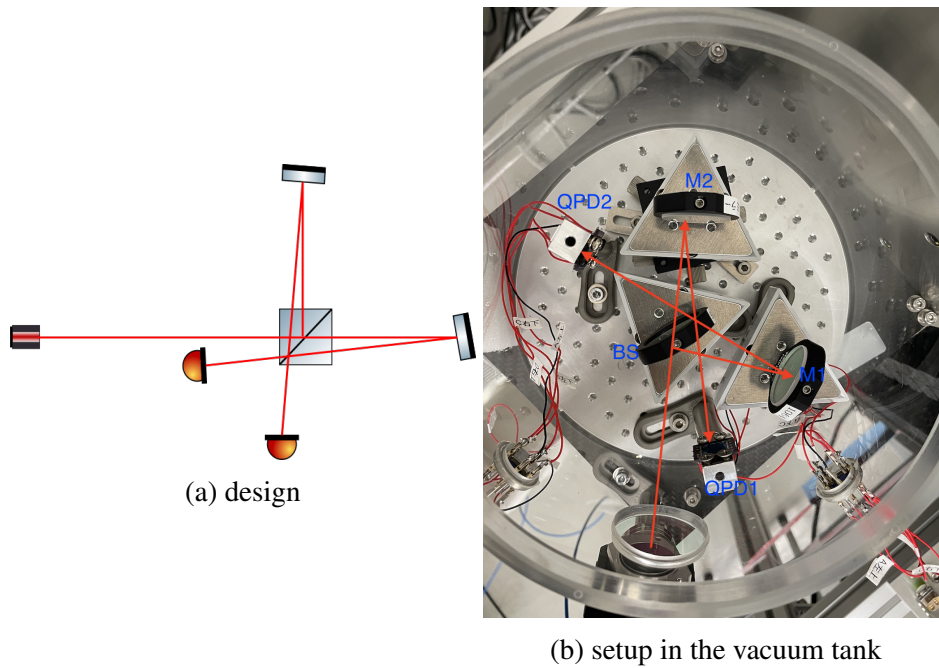 M2
QPD2
BS
M1
QPD1
(a) design
(b) setup in the vacuum tank